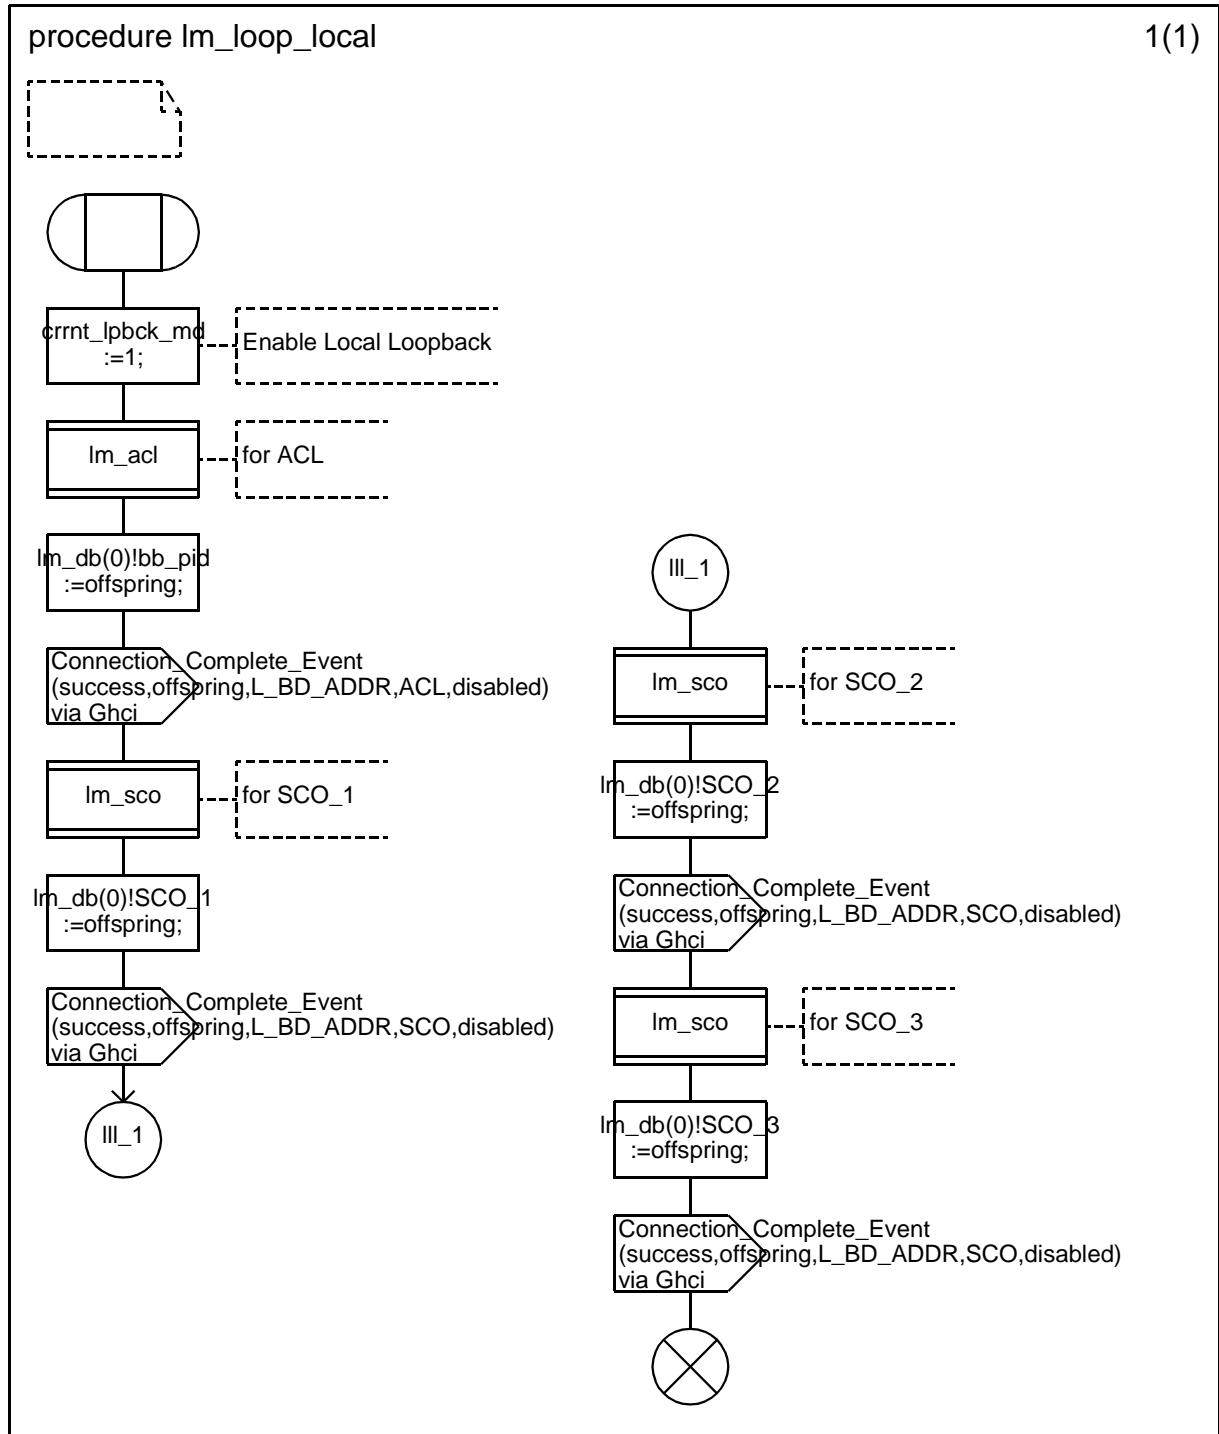 procedure lm_loop_local
1(1)
crrnt_lpbck_md
:=1;
Enable Local Loopback
lm_acl
for ACL
lm_db(0)!bb_pid
:=offspring;
Connection_Complete_Event
(success,offspring,L_BD_ADDR,ACL,disabled)
via Ghci
lm_sco
for SCO_1
lm_db(0)!SCO_1
:=offspring;
Connection_Complete_Event
(success,offspring,L_BD_ADDR,SCO,disabled)
via Ghci
lll_1
lll_1
lm_sco
for SCO_2
lm_db(0)!SCO_2
:=offspring;
Connection_Complete_Event
(success,offspring,L_BD_ADDR,SCO,disabled)
via Ghci
lm_sco
for SCO_3
lm_db(0)!SCO_3
:=offspring;
Connection_Complete_Event
(success,offspring,L_BD_ADDR,SCO,disabled)
via Ghci